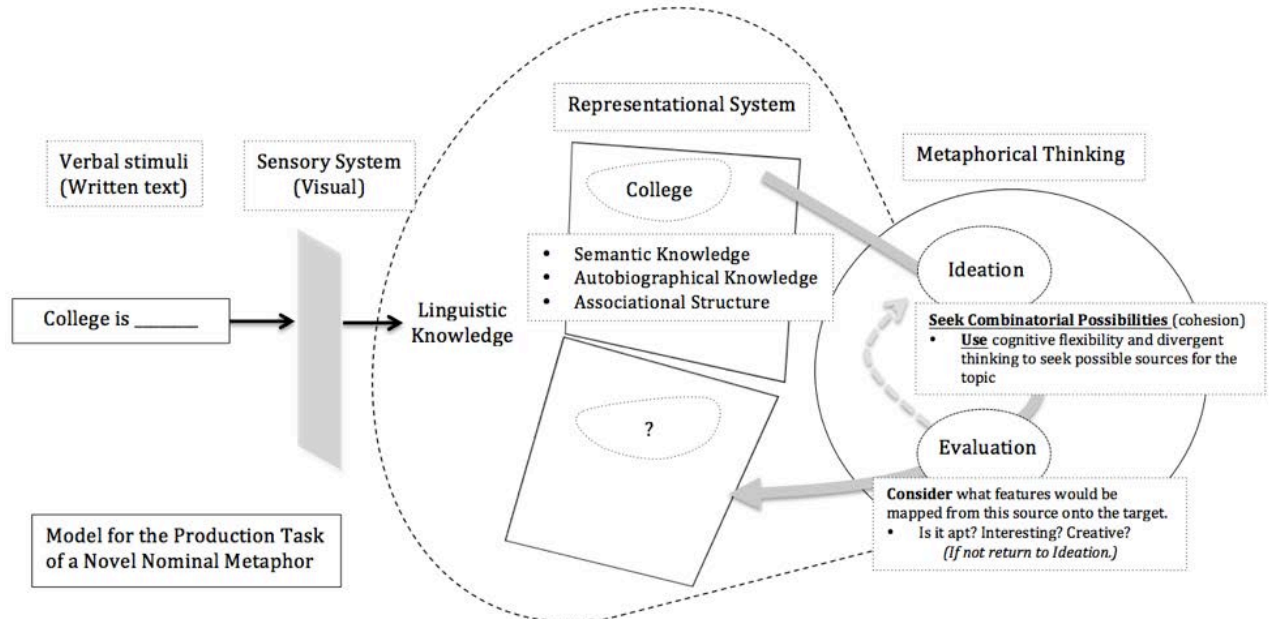 Representational System
Verbal stimuli
(Written text)
Sensory System
(Visual)
Metaphorical Thinking
College
• Semantic Knowledge
• Autobiographical Knowledge
• Associational Structure
Ideation
College is _______
Linguistic
Knowledge
Seek Combinatorial Possibilities (cohesion)
• Use cognitive flexibility and divergent
thinking to seek possible sources for the
topic
?
Evaluation
Consider what features would be
mapped from this source onto the target.
• Is it apt? Interesting? Creative?
(If not return to Ideation.)
Model for the Production Task
of a Novel Nominal Metaphor